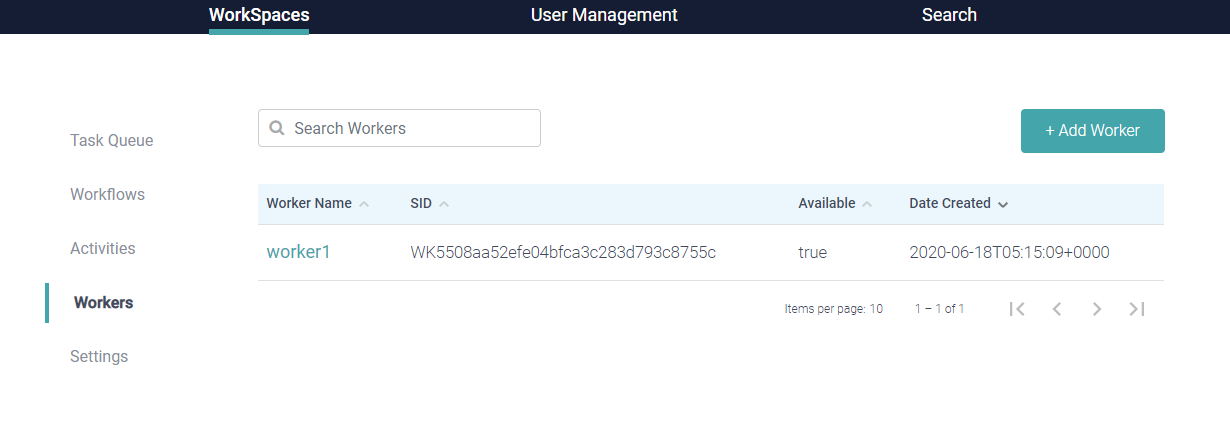 WorkSpaces User Management Search
Search Workers
+ Add Worker
Task Queue
Workflows
Activities
Workers
Settings
Worker Name SID Available Date Created
worker1 WK5508aa52efe04bfca3c283d793c8755c true 2020-06-18T05:15:09+0000
Items per page: 10 1 – 1 of 1